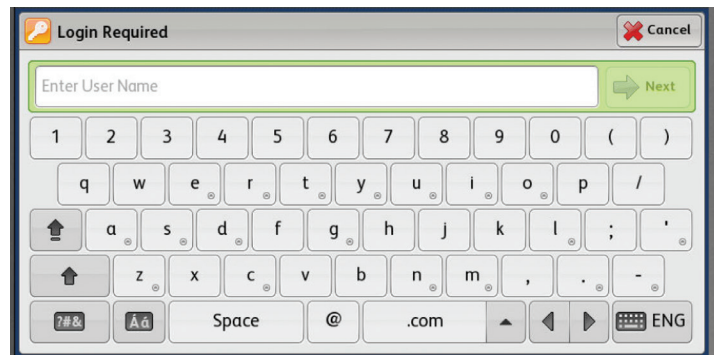 Login Required Cancel
Enter User Name Next
1 2 3 4 5 6 7 8 9 0 ( )
q w e r t y u i o p /
a s d f g h j k l ; '
z x c v b n m , . -
?#& Áá Space @ .com ENG